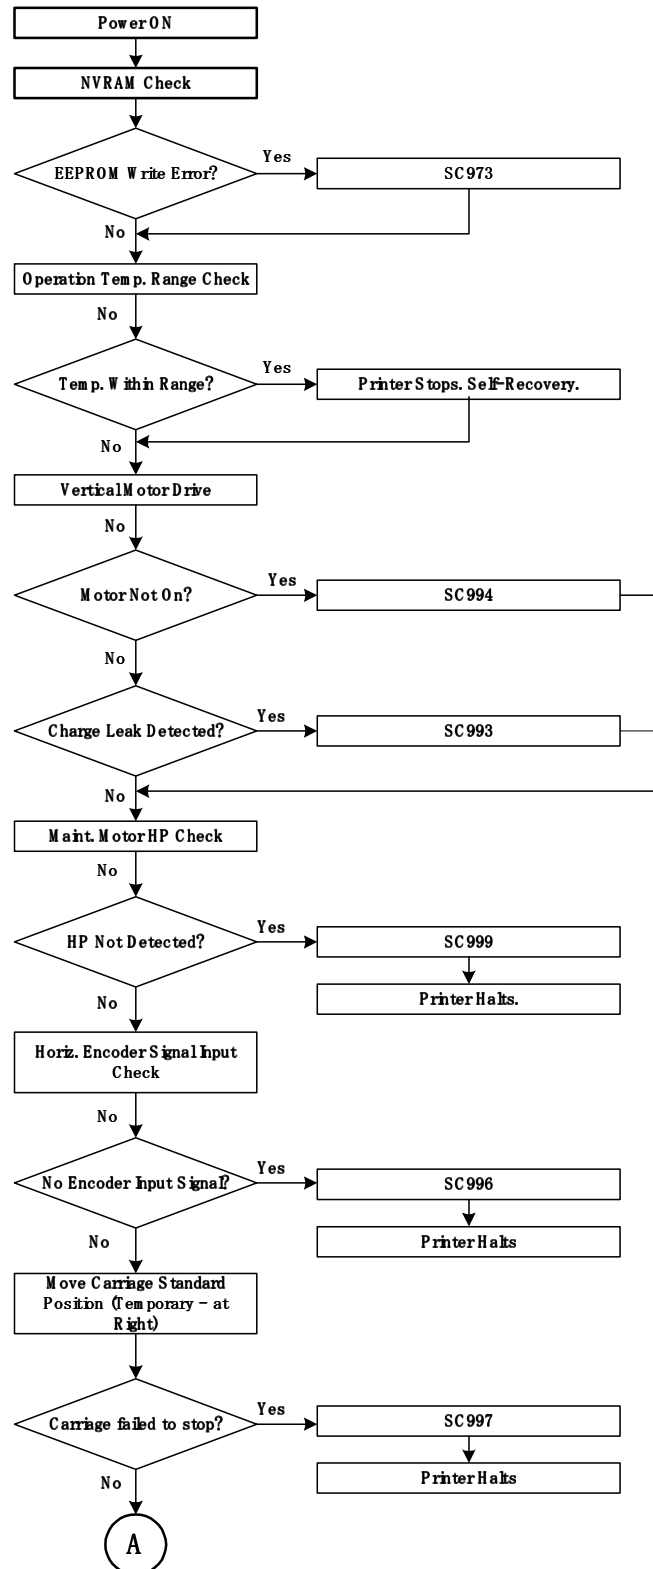 Power ON
NVRAM Check
EEPROM Write Error?
Yes
SC973
No
Operation Temp. Range Check
No
Temp. Within Range?
Yes
Printer Stops. Self-Recovery.
No
Vertical Motor Drive
No
Motor Not On?
Yes
SC994
No
Charge Leak Detected?
Yes
SC993
No
Maint. Motor HP Check
No
HP Not Detected?
Yes
SC999
Printer Halts.
No
Horiz. Encoder Signal Input
Check
No
No Encoder Input Signal?
Yes
SC996
Printer Halts
No
Move Carriage Standard
Position (Temporary - at
Right)
Carriage failed to stop?
Yes
SC997
Printer Halts
No
A